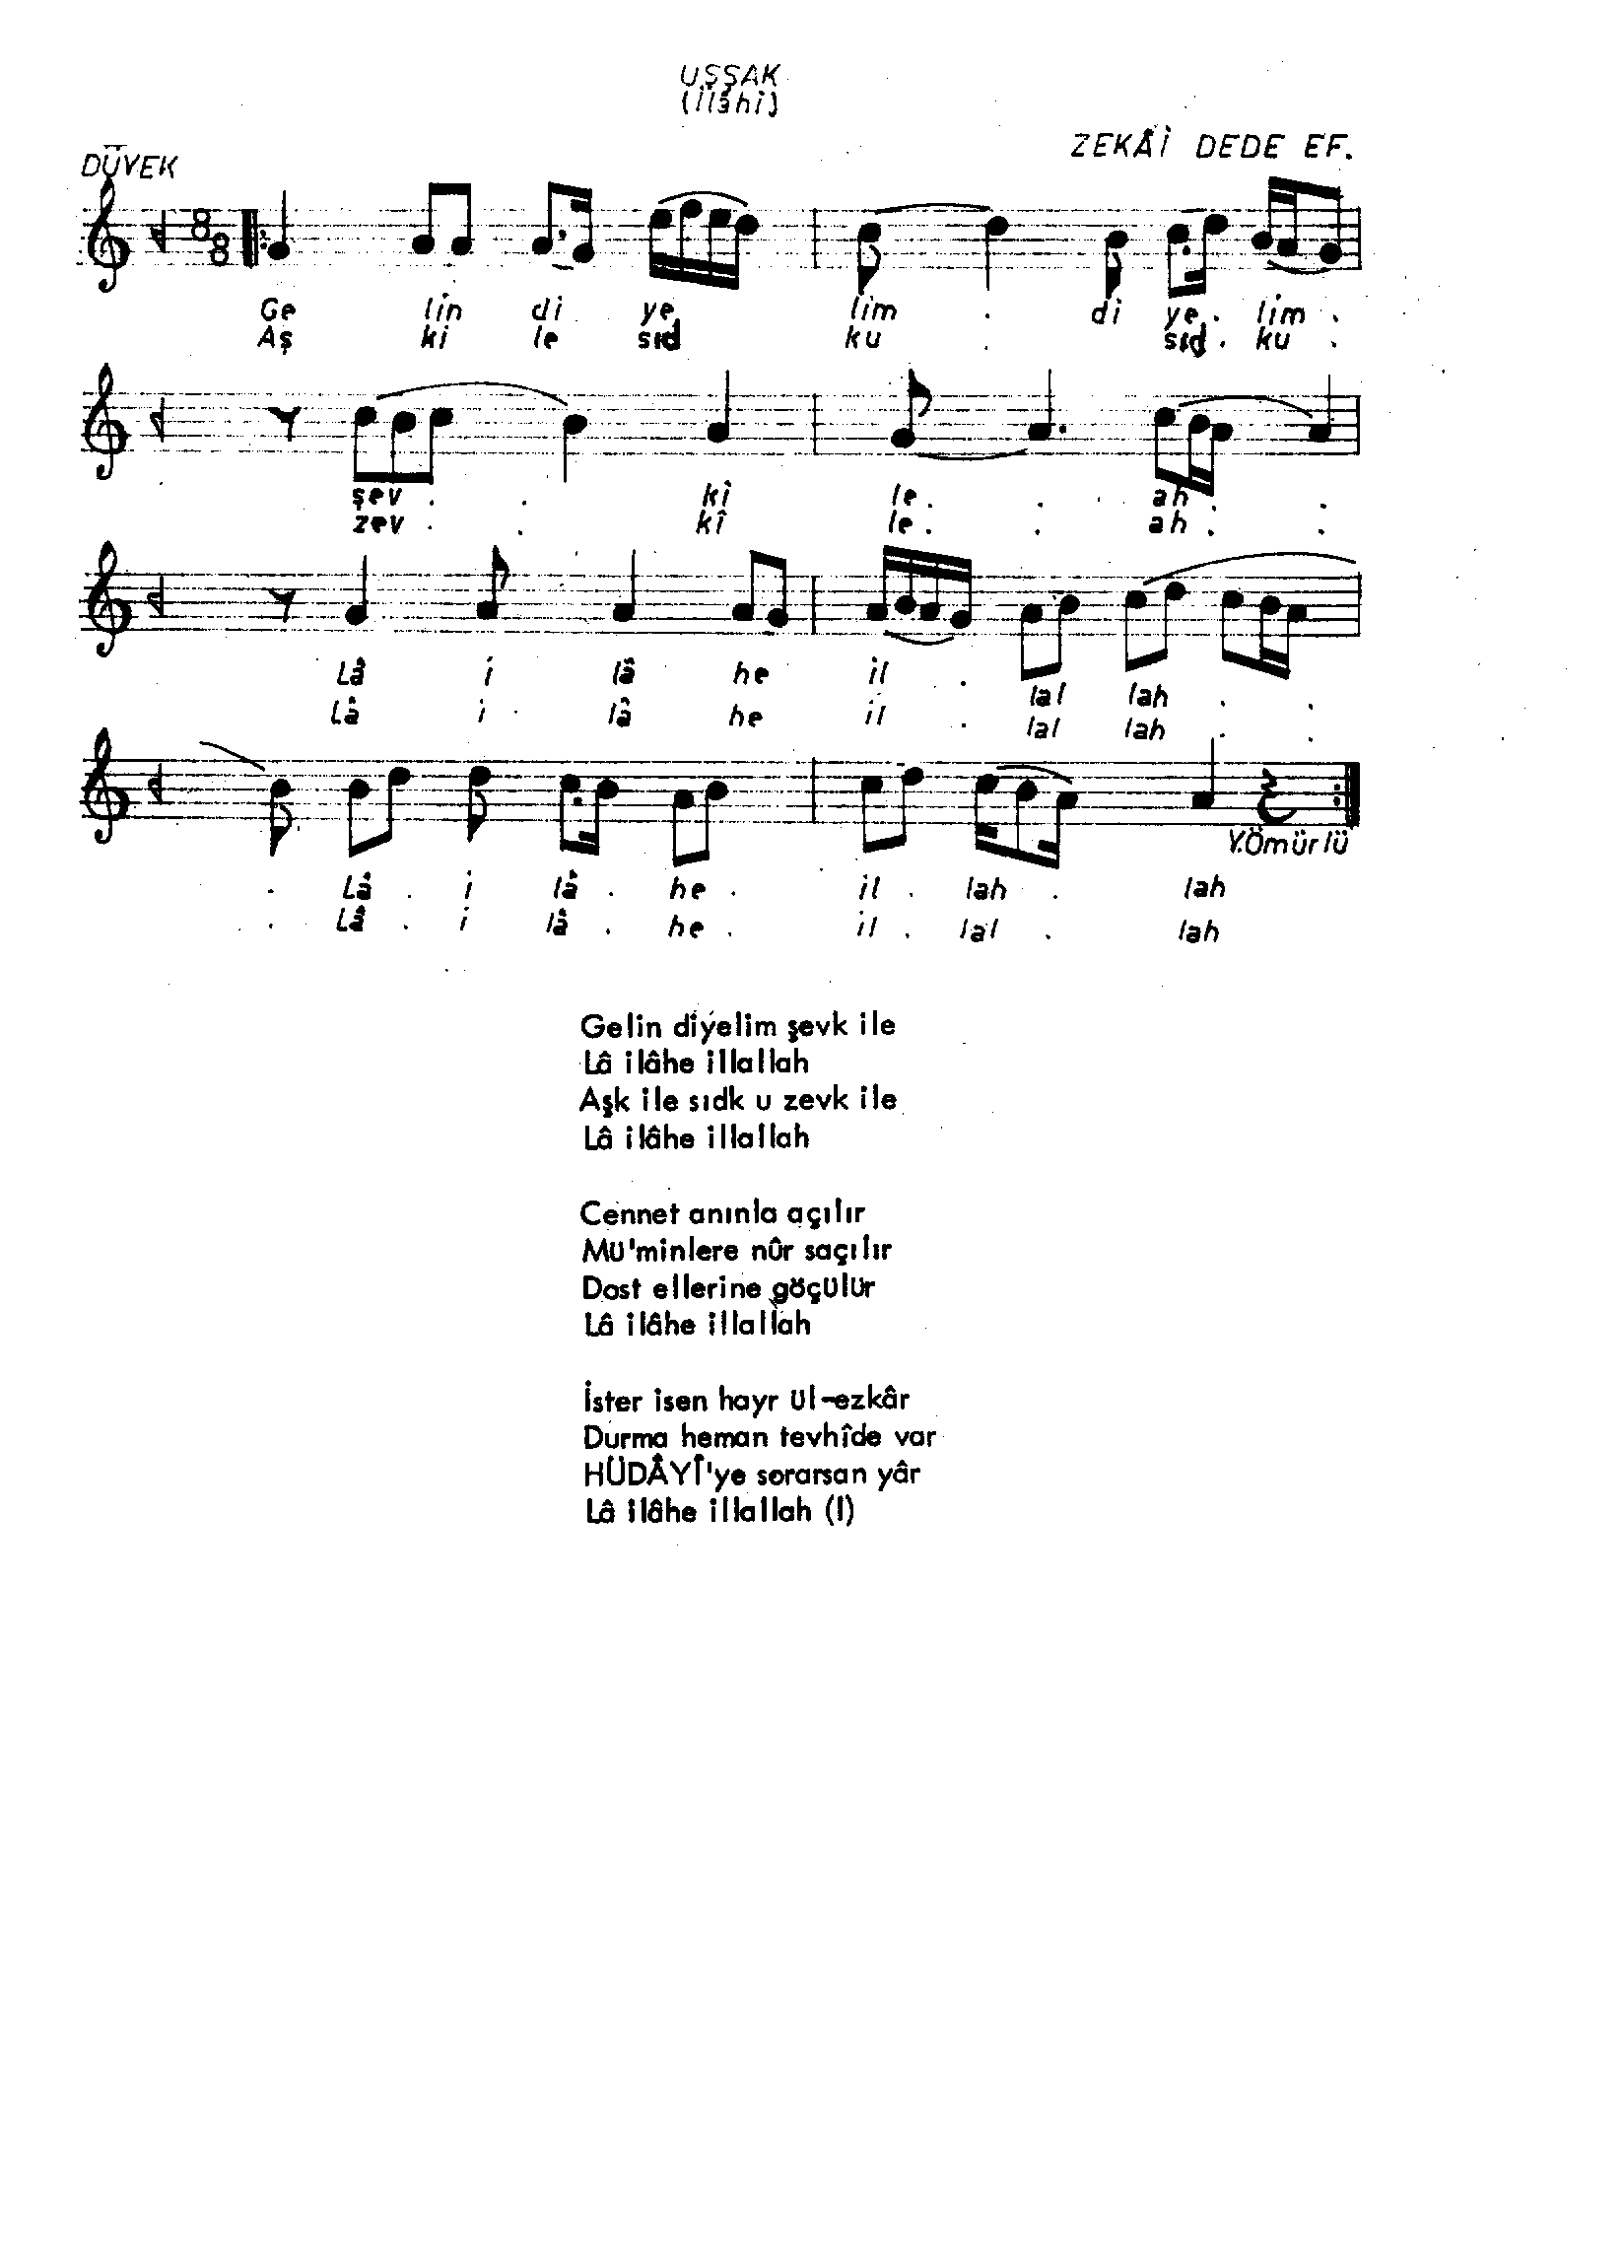 UŞŞAK
(İlâhi)
ZEKÂİ DEDE EF.
DÜYEK
8
8
Ge lin di ye lim . di ye . lim .
Aş ki le sıd ku . sıd . ku .
şev . . kî le . . ah . .
zev . . kî le . . ah . .
Lâ i lâ he il . lal lah . .
Lâ i lâ he il . lal lah . .
. Lâ . i lâ . he . il . lah . lah
. Lâ . i lâ . he . il . lal . lah
Y.Ömürlü
Gelin diyelim şevk ile
Lâ ilâhe illallah
Aşk ile sıdk u zevk ile
Lâ ilâhe illallah
Cennet anınla açılır
Mü'minlere nûr saçılır
Dost ellerine göçülür
Lâ ilâhe illallah
İster isen hayr ül-ezkâr
Durma heman tevhîde var
HÜDÂYÎ'ye sorarsan yâr
Lâ ilâhe illallah (I)